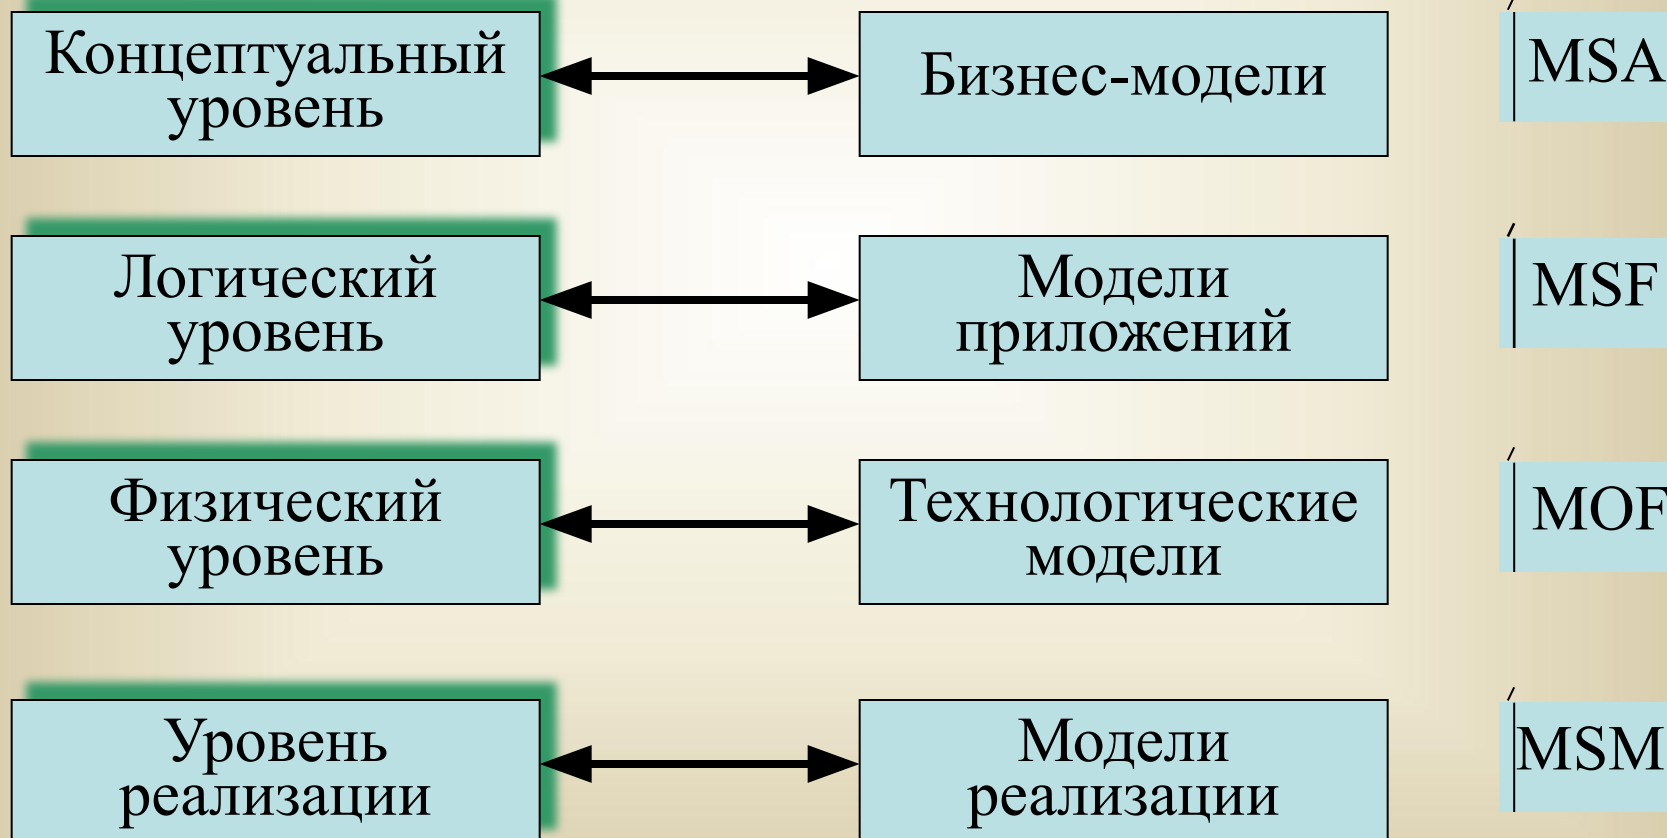 Концептуальный
уровень
Бизнес-модели
MSA
Логический
уровень
Модели
приложений
MSF
Физический
уровень
Технологические
модели
MOF
Уровень
реализации
Модели
реализации
MSM